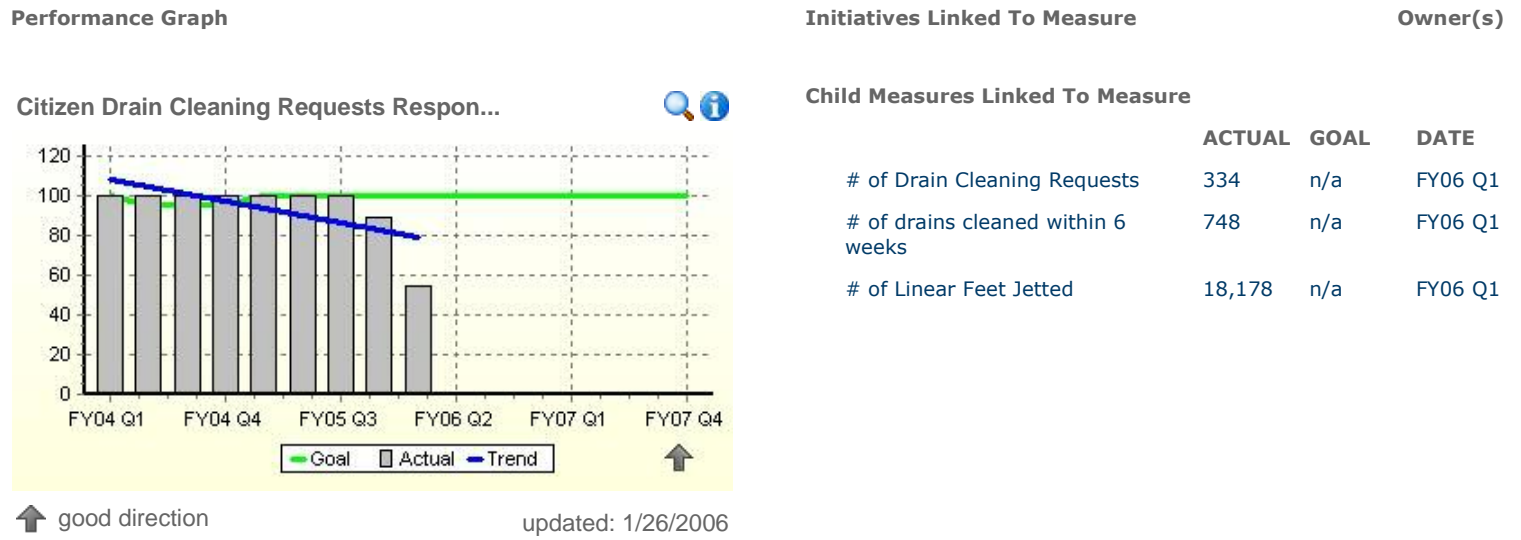 Performance Graph
Initiatives Linked To Measure Owner(s)
Citizen Drain Cleaning Requests Respon...
120
100
80
60
40
20
0
FY04 Q1 FY04 Q4 FY05 Q3 FY06 Q2 FY07 Q1 FY07 Q4
Goal Actual Trend
good direction
updated: 1/26/2006
Child Measures Linked To Measure
ACTUAL GOAL DATE
# of Drain Cleaning Requests 334 n/a FY06 Q1
# of drains cleaned within 6 748 n/a FY06 Q1
weeks
# of Linear Feet Jetted 18,178 n/a FY06 Q1